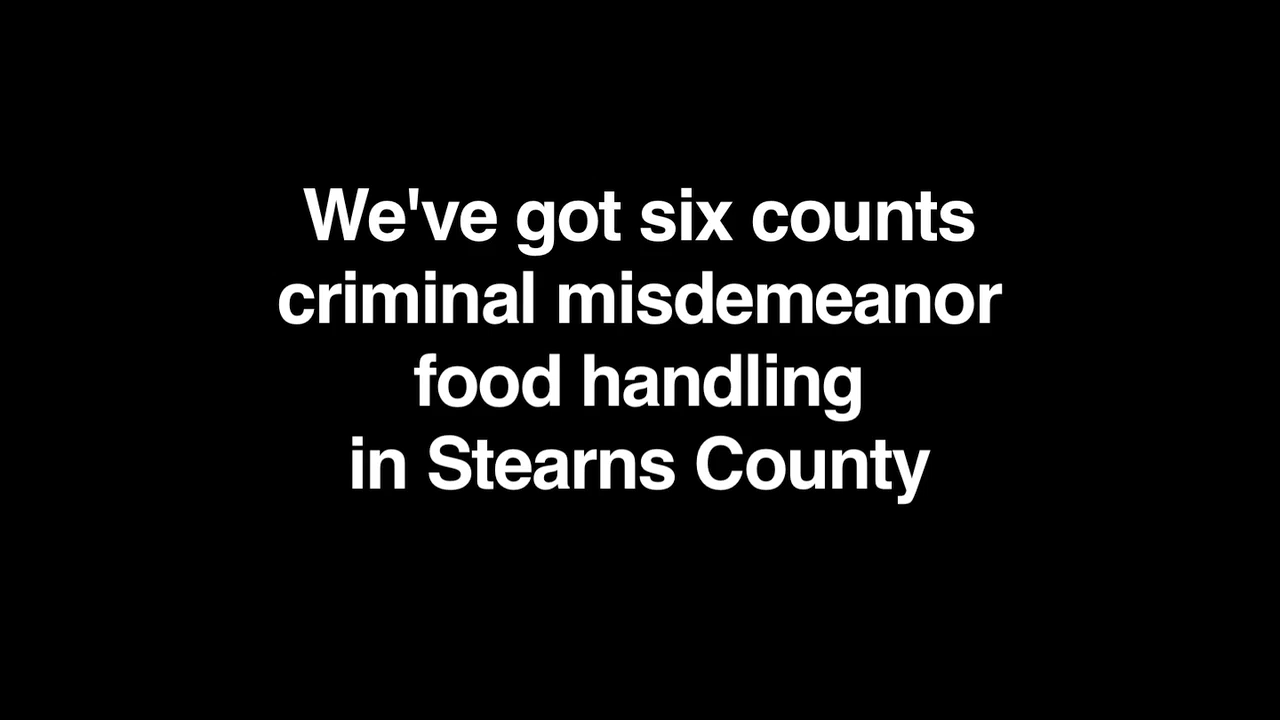 We've got six counts
criminal misdemeanor
food handling
in Stearns County